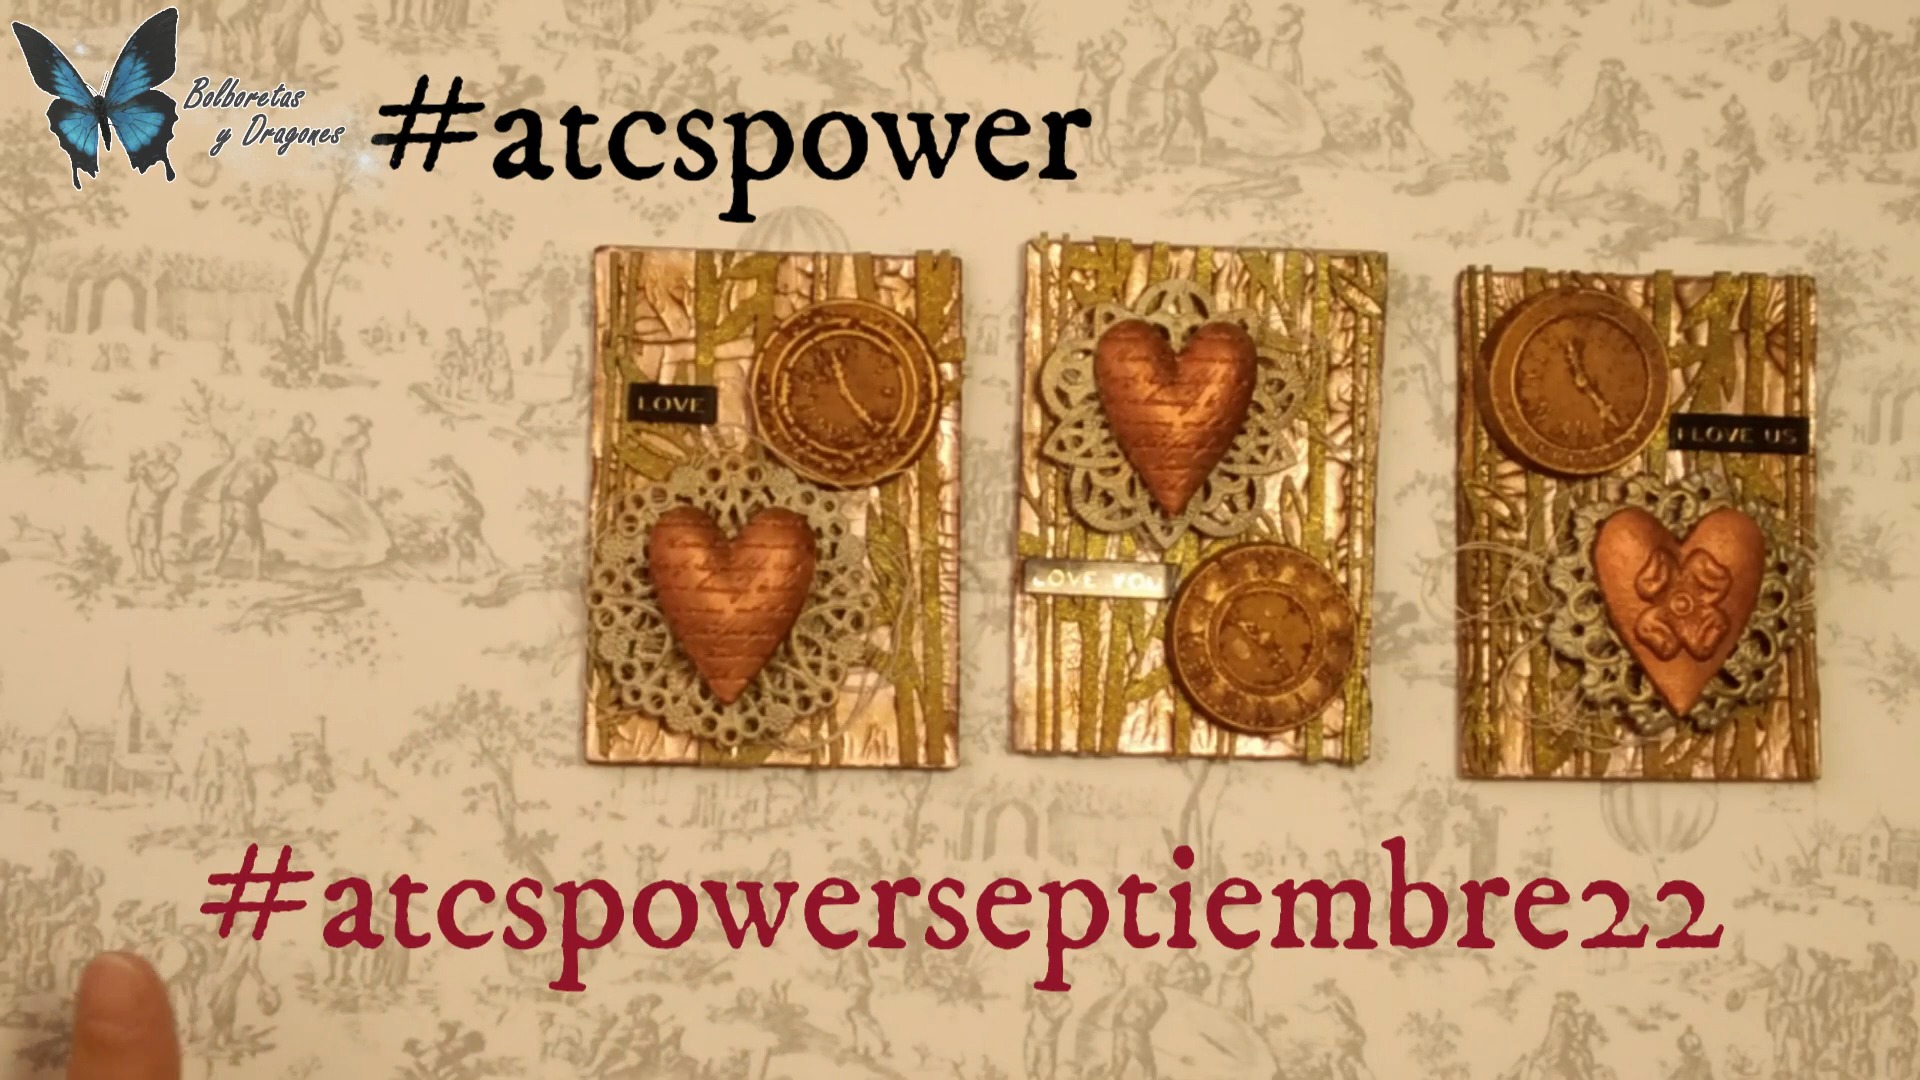 Bolboretas
y Dragones
#atcspower
LOVE
LOVE YOU
I LOVE US
#atcspowerseptiembre22